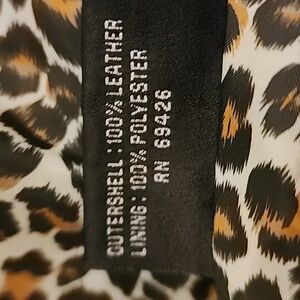 OUTERSHELL: 100% LEATHER
LINING: 100% POLYESTER
RN 69426